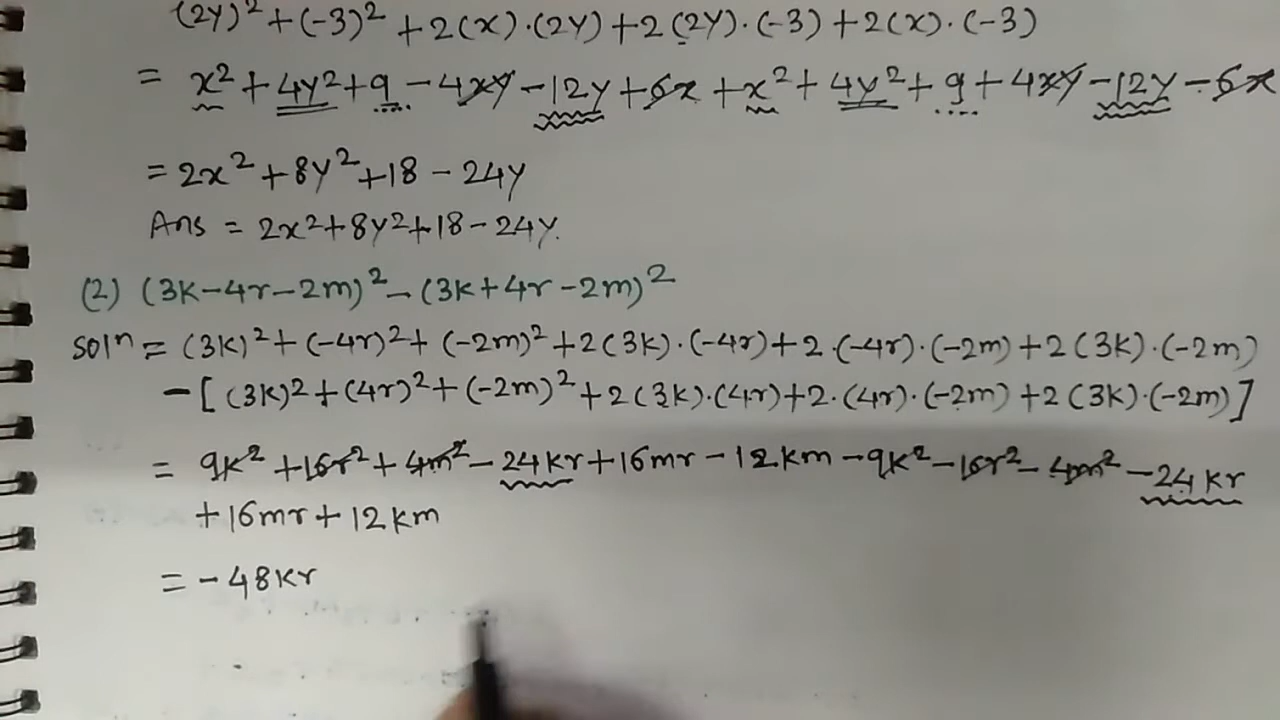 (2y)² + (-3)² + 2(x)·(2y) + 2(2y)·(-3) + 2(x)·(-3)
= x² + 4y² + 9 - 4xy - 12y + 6x + x² + 4y² + 9 + 4xy - 12y - 6x
= 2x² + 8y² + 18 - 24y
Ans = 2x² + 8y² + 18 - 24y.
(2) (3k-4r-2m)² - (3k+4r-2m)²
solⁿ = (3k)² + (-4r)² + (-2m)² + 2(3k)·(-4r) + 2·(-4r)·(-2m) + 2(3k)·(-2m)
- [(3k)² + (4r)² + (-2m)² + 2(3k)·(4r) + 2·(4r)·(-2m) + 2(3k)·(-2m)]
= 9k² + 16r² + 4m² - 24kr + 16mr - 12km - 9k² - 16r² - 4m² - 24kr
+ 16mr + 12km
= -48kr